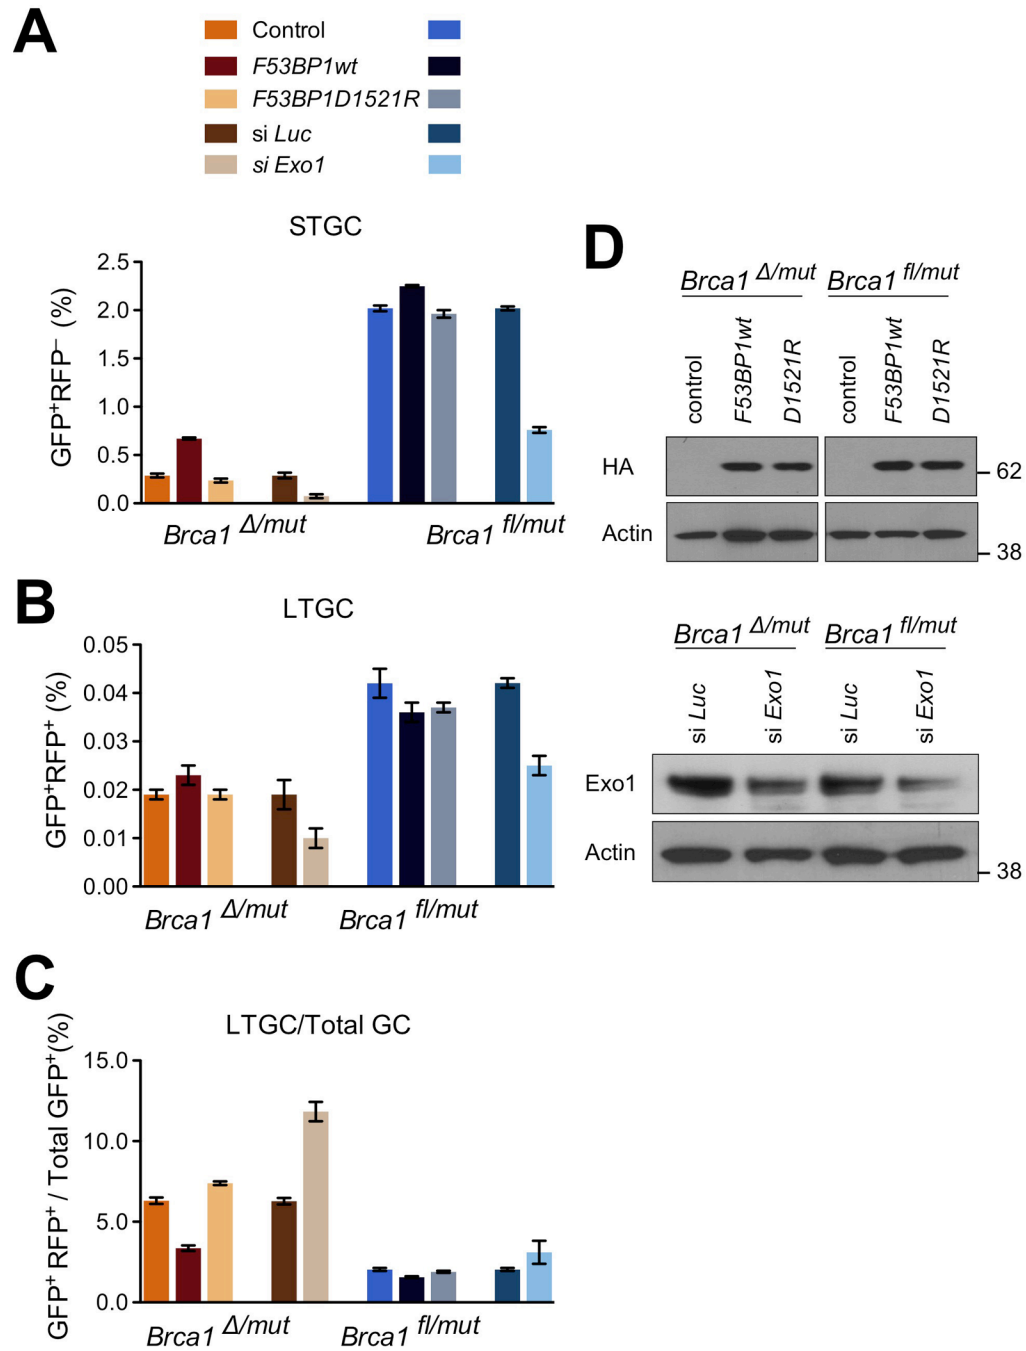 A
Control
F53BP1wt
F53BP1D1521R
si Luc
si Exo1
STGC
GFP⁺RFP⁻ (%)
2.5
2.0
1.5
1.0
0.5
0.0
Brca1 Δ/mut
Brca1 fl/mut
B
LTGC
GFP⁺RFP⁺ (%)
0.05
0.04
0.03
0.02
0.01
0.00
Brca1 Δ/mut
Brca1 fl/mut
C
LTGC/Total GC
GFP⁺ RFP⁺ / Total GFP⁺(%)
15.0
10.0
5.0
0.0
Brca1 Δ/mut
Brca1 fl/mut
D
Brca1 Δ/mut
Brca1 fl/mut
control
F53BP1wt
D1521R
control
F53BP1wt
D1521R
HA
62
Actin
38
Brca1 Δ/mut
Brca1 fl/mut
si Luc
si Exo1
si Luc
si Exo1
Exo1
Actin
38